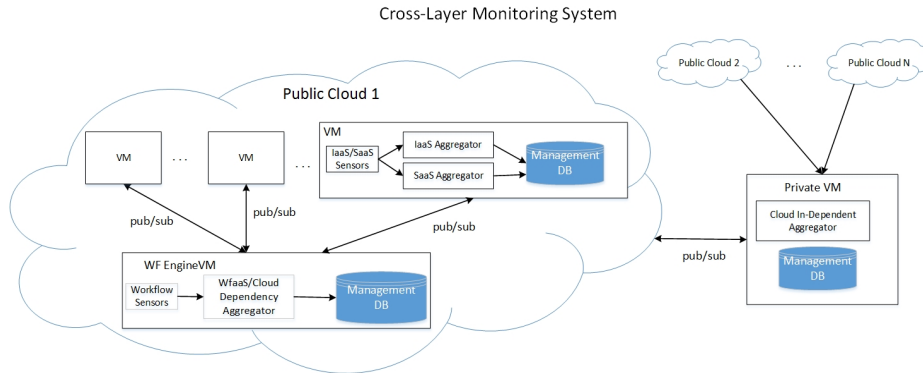 Cross-Layer Monitoring System
Public Cloud 2
. . .
Public Cloud N
Public Cloud 1
VM
. . .
VM
. . .
VM
IaaS/SaaS
Sensors
IaaS Aggregator
SaaS Aggregator
Management
DB
pub/sub
pub/sub
pub/sub
WF EngineVM
Workflow
Sensors
WfaaS/Cloud
Dependency
Aggregator
Management
DB
pub/sub
Private VM
Cloud In-Dependent
Aggregator
Management
DB